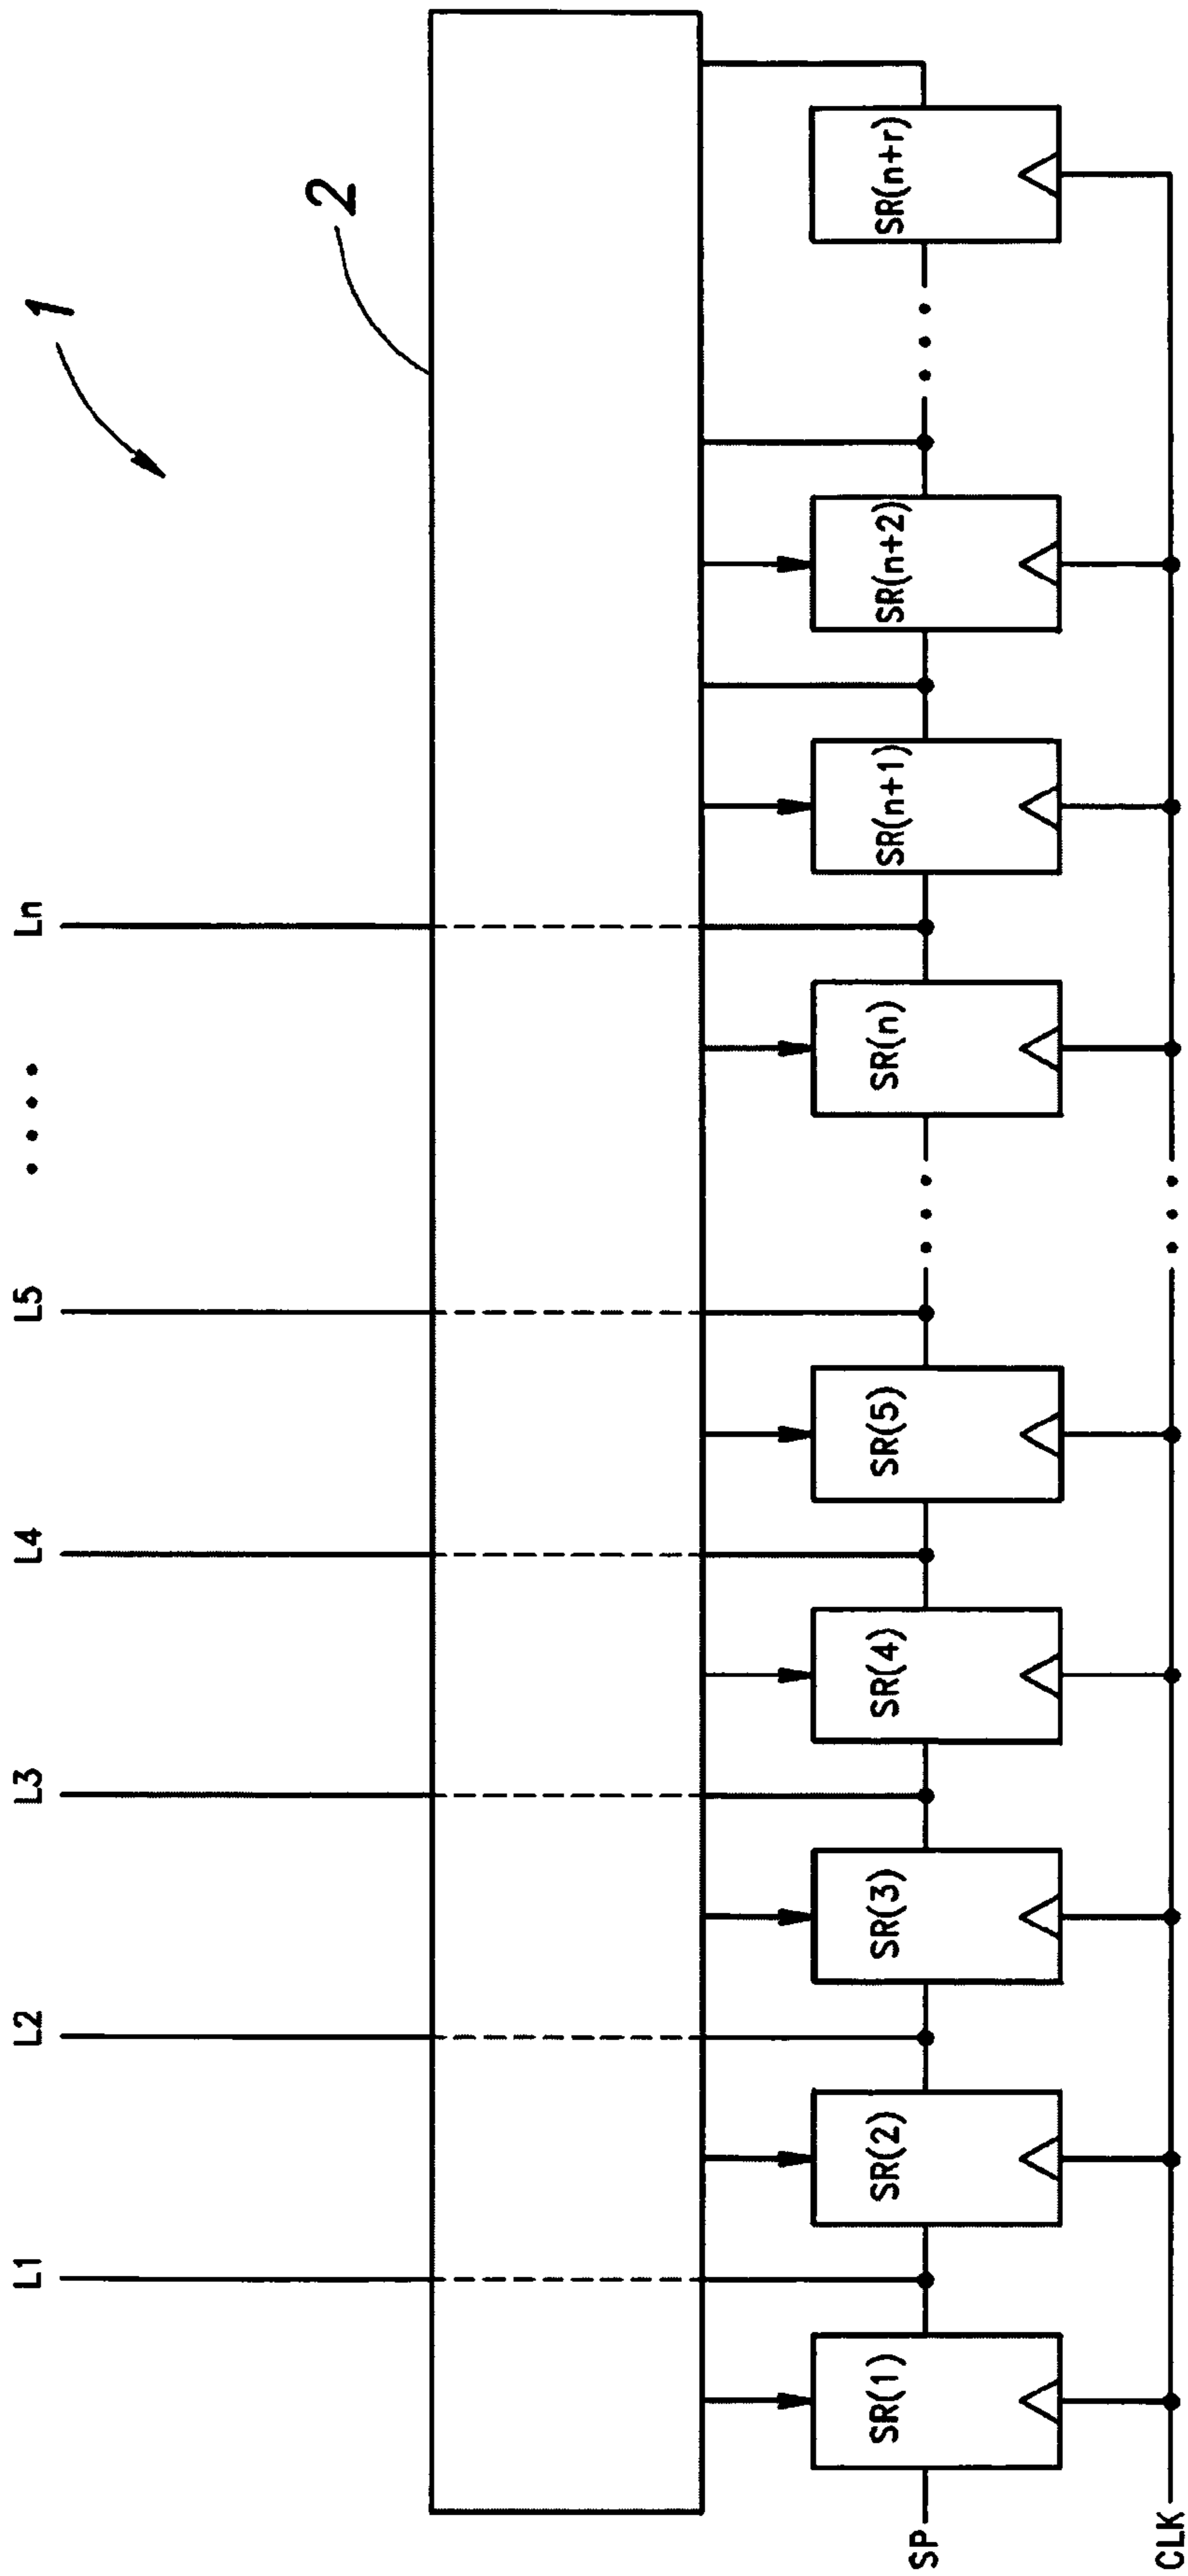 1
2
L1 L2 L3 L4 L5 .... Ln
SR(1) SR(2) SR(3) SR(4) SR(5) ... SR(n) SR(n+1) SR(n+2) ... SR(n+r)
SP
CLK ...